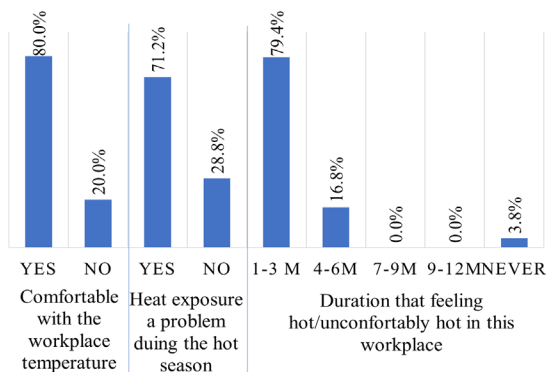 80.0%
20.0%
71.2%
28.8%
79.4%
16.8%
0.0%
0.0%
3.8%
YES NO YES NO 1-3 M 4-6M 7-9M 9-12M NEVER
Comfortable
with the
workplace
temperature
Heat exposure
a problem
duing the hot
season
Duration that feeling
hot/unconfortably hot in this
workplace